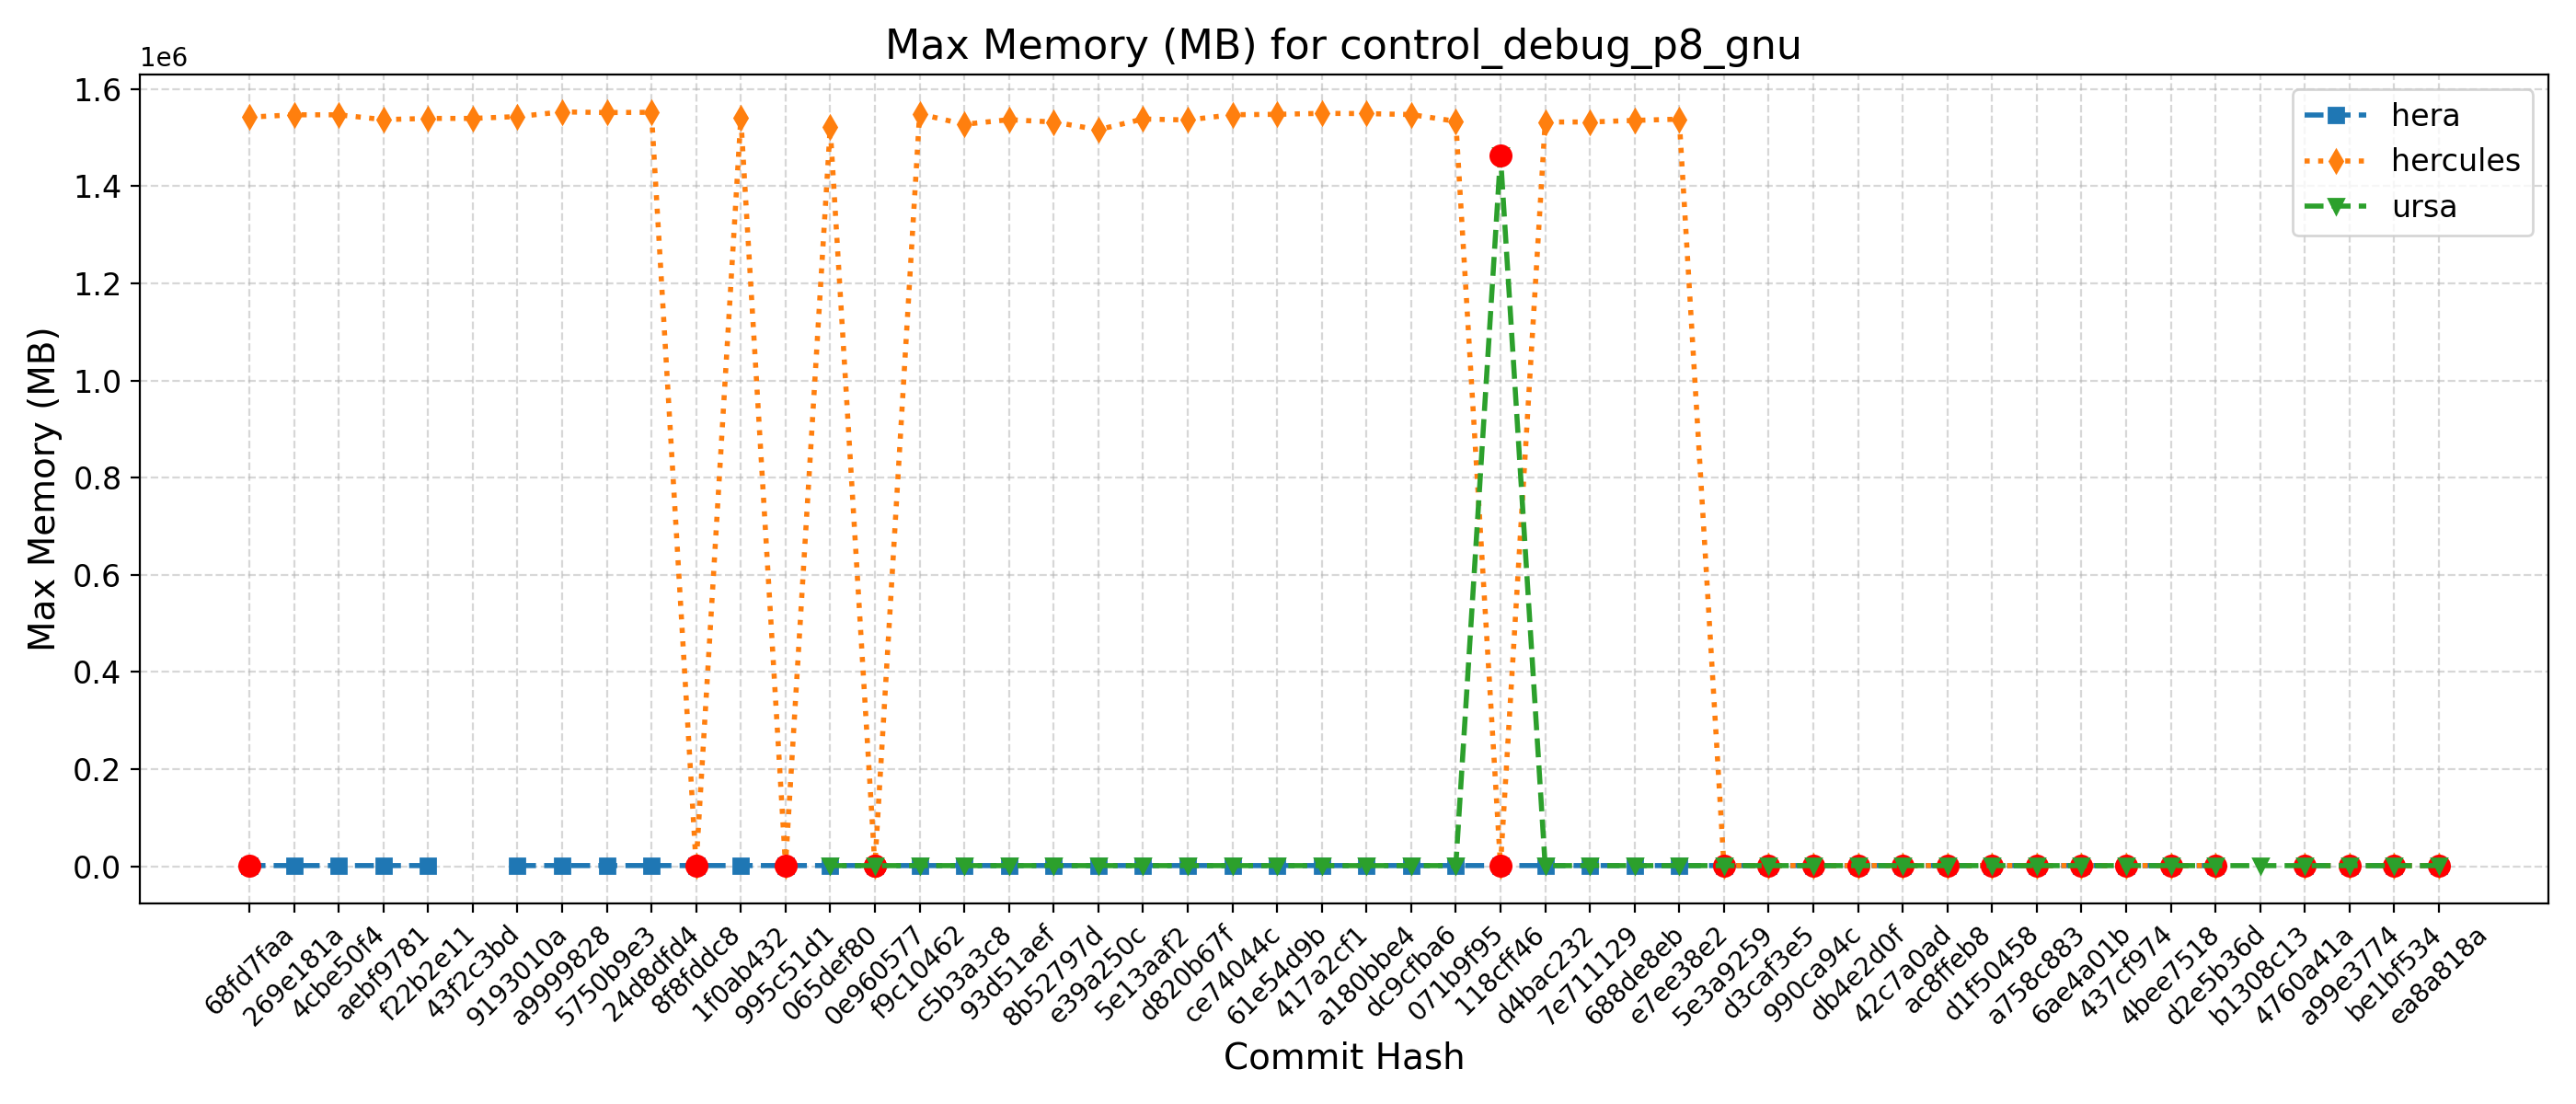 Max Memory (MB) for control_debug_p8_gnu
1e6
1.6
1.4
1.2
1.0
0.8
0.6
0.4
0.2
0.0
Max Memory (MB)
hera
hercules
ursa
68fd7faa
269e181a
4cbe50f4
aebf9781
f22b2e11
43f2c3bd
9193010a
a9999828
5750b9e3
24d8dfd4
8f8fddc8
1f0ab432
995c51d1
065def80
0e960577
f9c10462
c5b3a3c8
93d51aef
8b52797d
e39a250c
5e13aaf2
d820b67f
ce74044c
61e54d9b
417a2cf1
a180bbe4
dc9cfba6
071b9f95
118cff46
d4bac232
7e711129
688de8eb
e7ee38e2
5e3a9259
d3caf3e5
990ca94c
db4e2d0f
42c7a0ad
ac8ffeb8
d1f50458
a758c883
6ae4a01b
437cf974
4bee7518
d2e5b36d
b1308c13
4760a41a
a99e3774
be1bf534
ea8a818a
Commit Hash